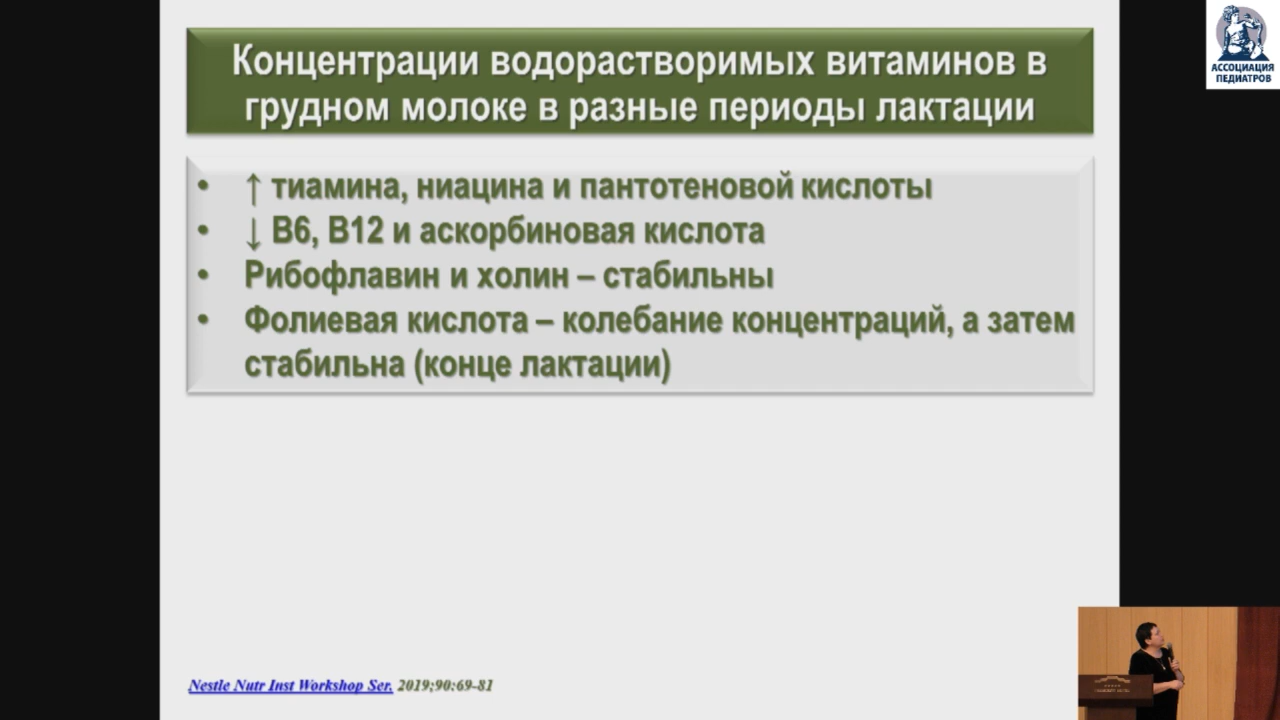 Концентрации водорастворимых витаминов в
грудном молоке в разные периоды лактации
• ↑ тиамина, ниацина и пантотеновой кислоты
• ↓ В6, В12 и аскорбиновая кислота
• Рибофлавин и холин – стабильны
• Фолиевая кислота – колебание концентраций, а затем
стабильна (конце лактации)
Nestle Nutr Inst Workshop Ser. 2019;90:69-81
АССОЦИАЦИЯ
ПЕДИАТРОВ